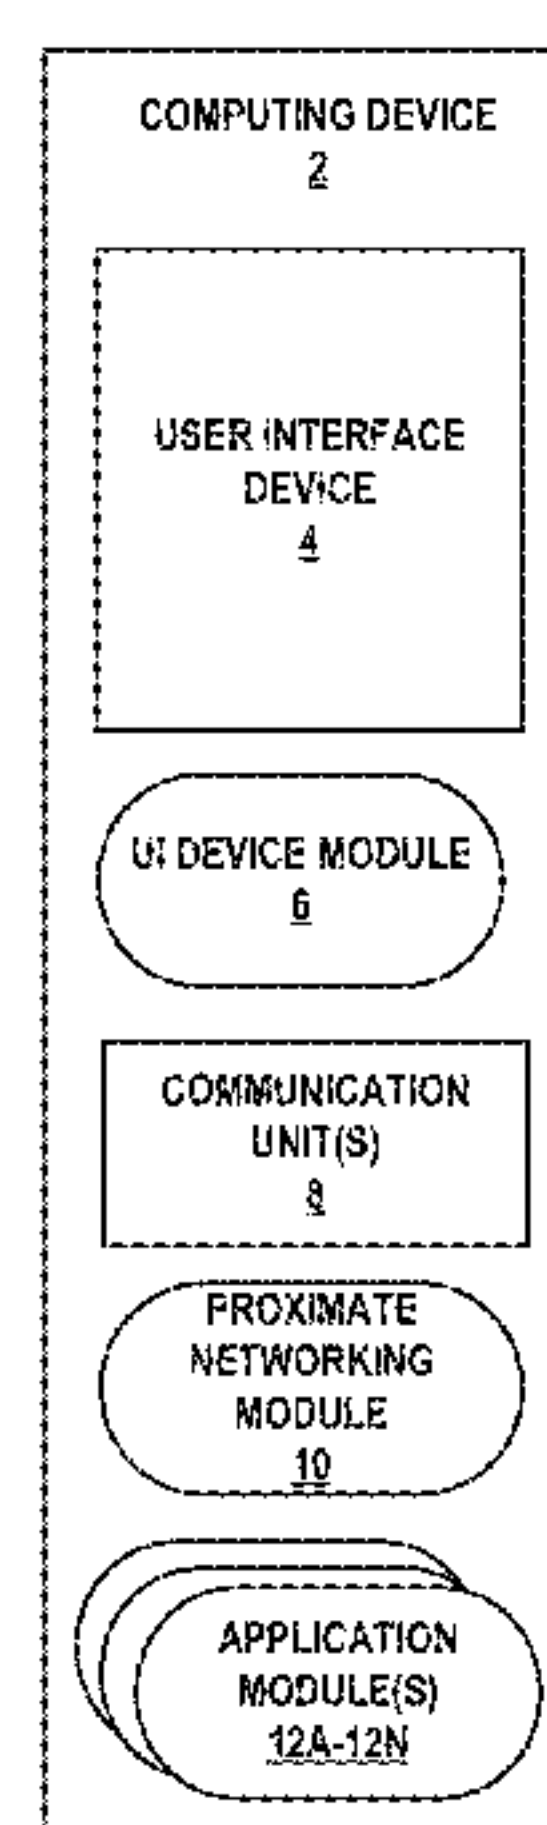 COMPUTING DEVICE
2
USER INTERFACE
DEVICE
4
UI DEVICE MODULE
6
COMMUNICATION
UNIT(S)
8
PROXIMATE
NETWORKING
MODULE
10
APPLICATION
MODULE(S)
12A-12N